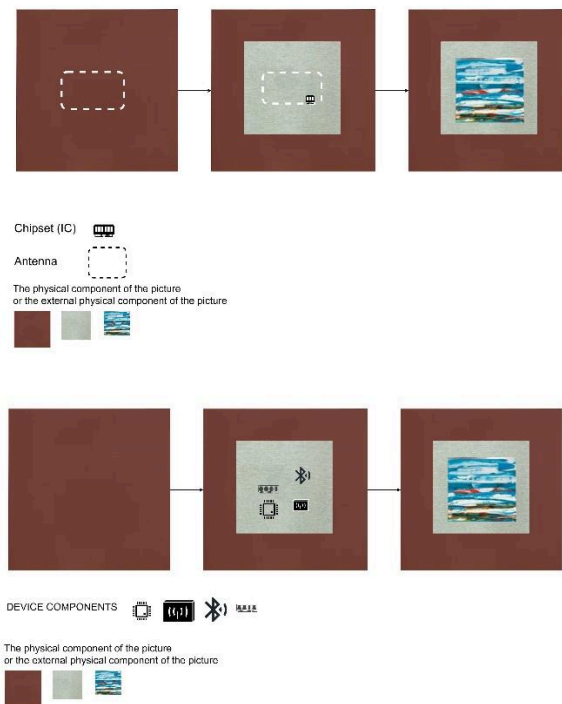 Chipset (IC)
Antenna
The physical component of the picture
or the external physical component of the picture
DEVICE COMPONENTS
The physical component of the picture
or the external physical component of the picture